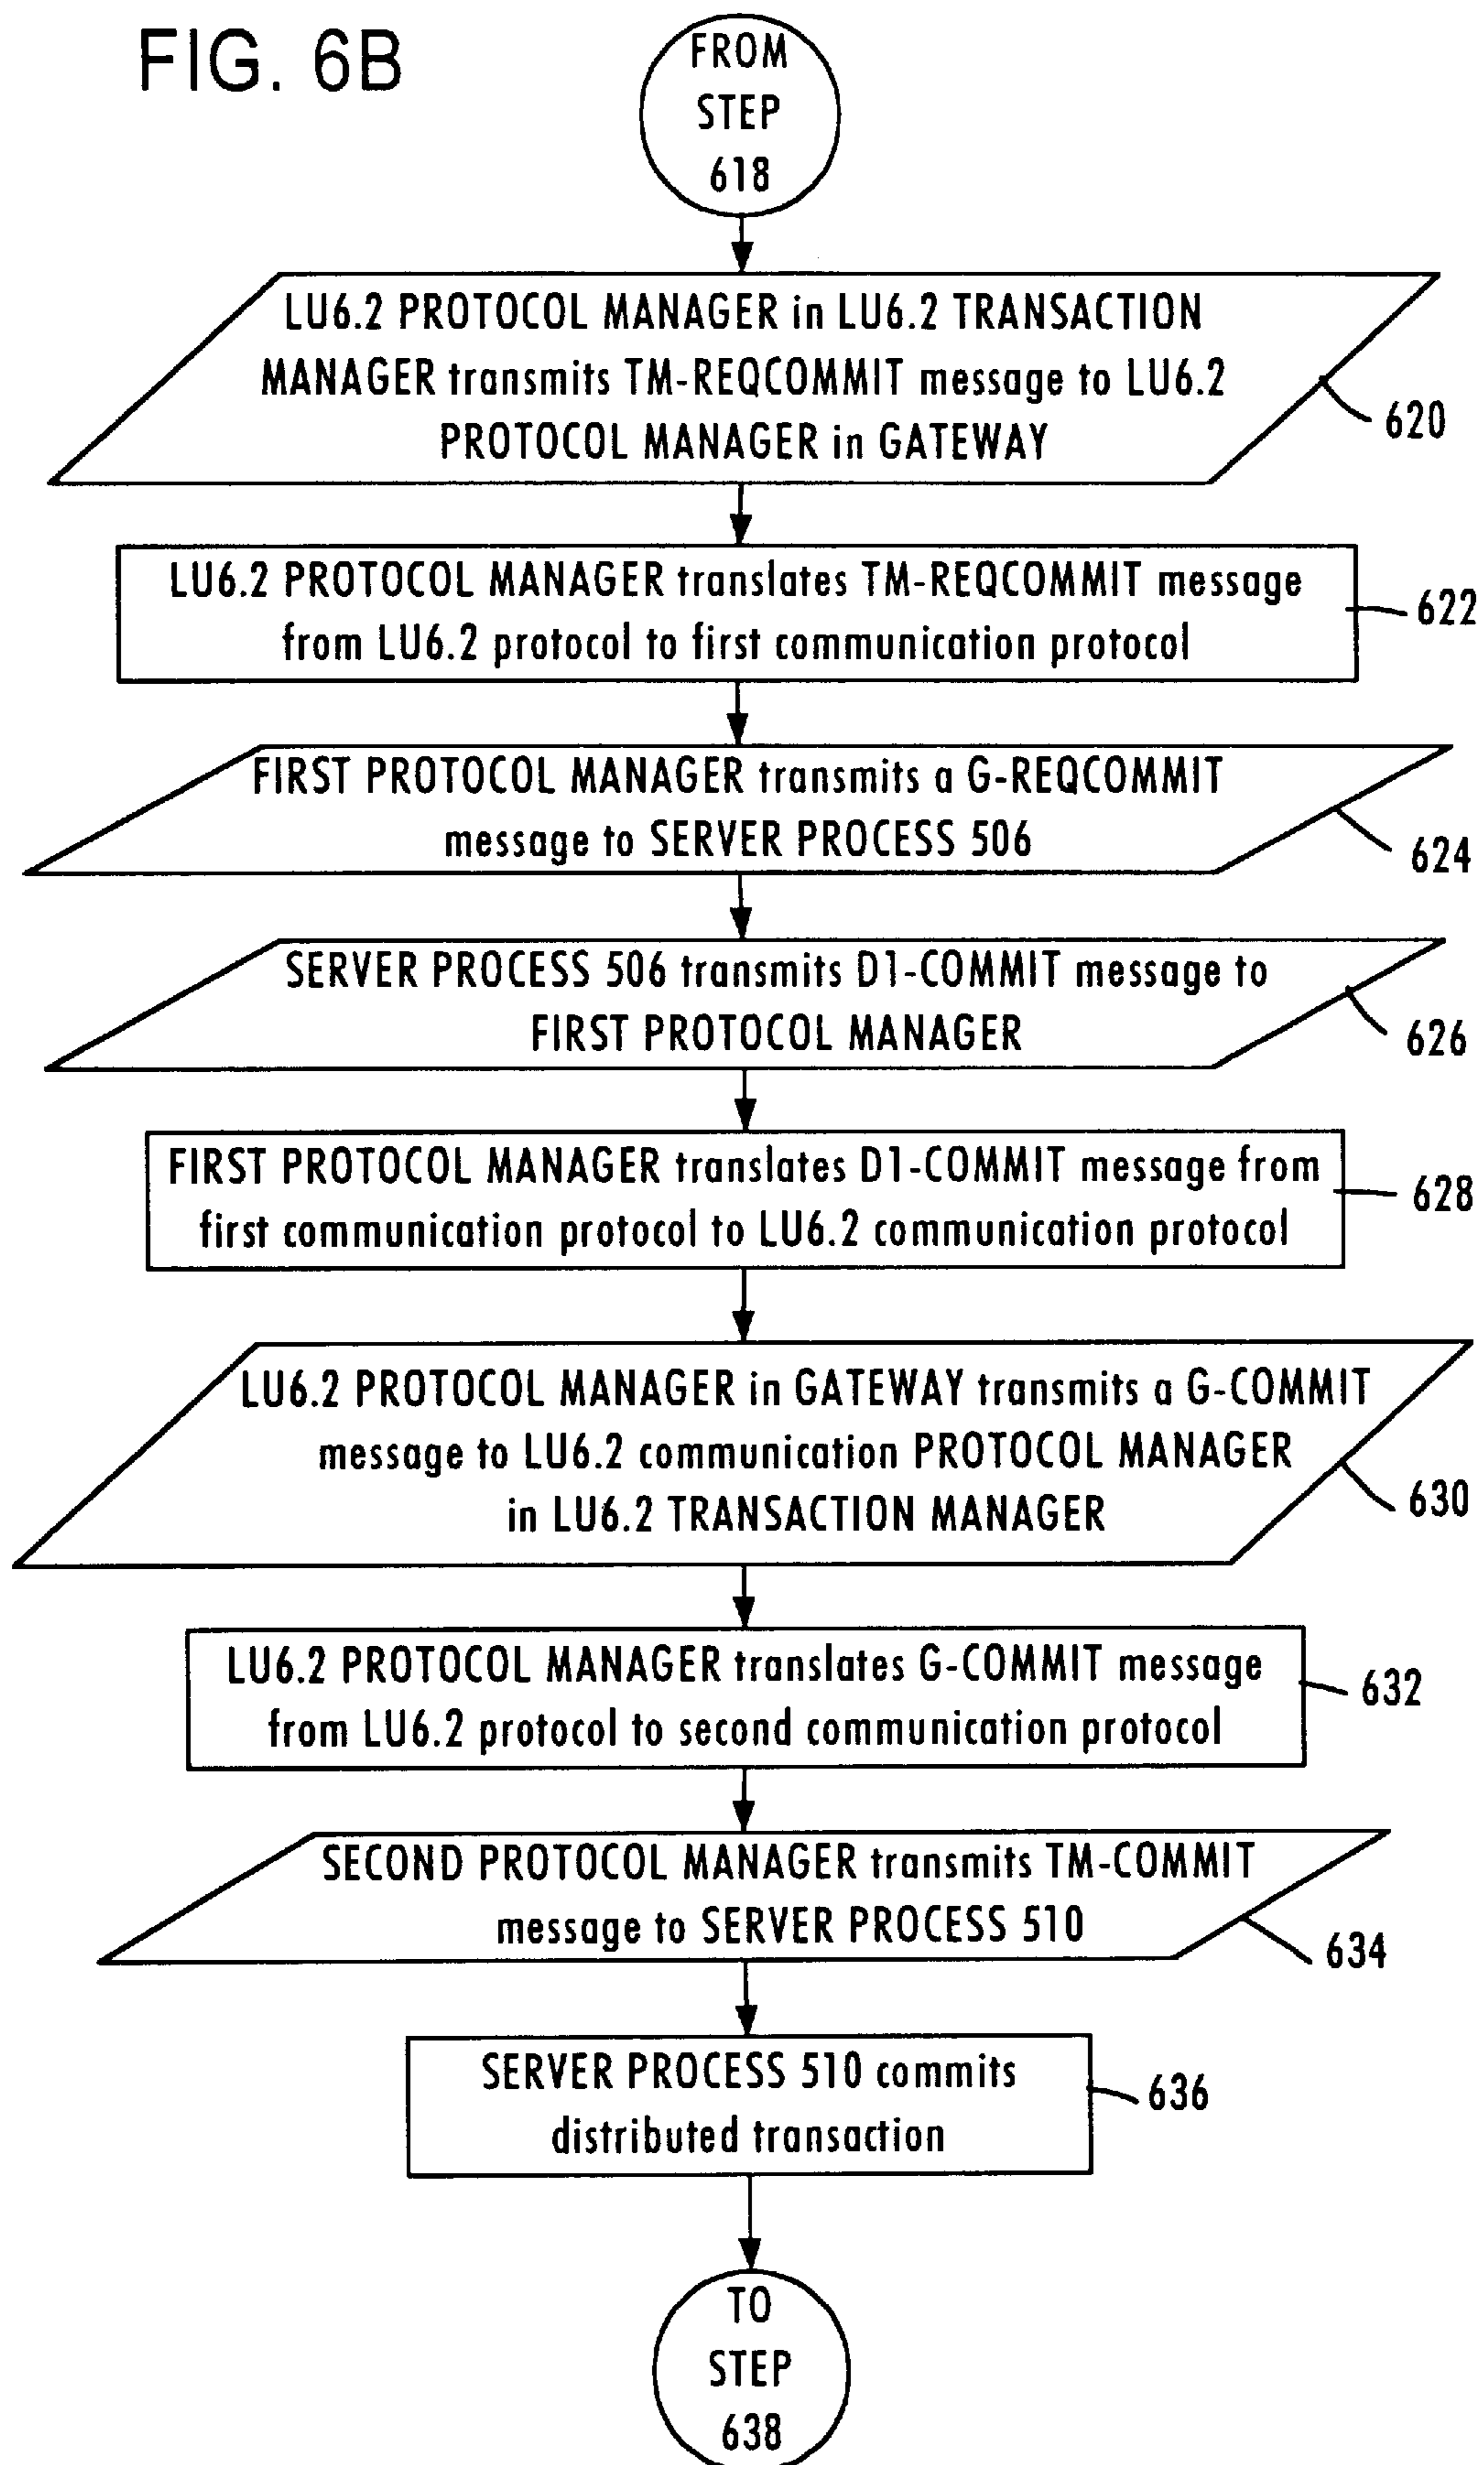 FIG. 6B
FROM
STEP
618
LU6.2 PROTOCOL MANAGER in LU6.2 TRANSACTION
MANAGER transmits TM-REQCOMMIT message to LU6.2
PROTOCOL MANAGER in GATEWAY
620
LU6.2 PROTOCOL MANAGER translates TM-REQCOMMIT message
from LU6.2 protocol to first communication protocol
622
FIRST PROTOCOL MANAGER transmits a G-REQCOMMIT
message to SERVER PROCESS 506
624
SERVER PROCESS 506 transmits D1-COMMIT message to
FIRST PROTOCOL MANAGER
626
FIRST PROTOCOL MANAGER translates D1-COMMIT message from
first communication protocol to LU6.2 communication protocol
628
LU6.2 PROTOCOL MANAGER in GATEWAY transmits a G-COMMIT
message to LU6.2 communication PROTOCOL MANAGER
in LU6.2 TRANSACTION MANAGER
630
LU6.2 PROTOCOL MANAGER translates G-COMMIT message
from LU6.2 protocol to second communication protocol
632
SECOND PROTOCOL MANAGER transmits TM-COMMIT
message to SERVER PROCESS 510
634
SERVER PROCESS 510 commits
distributed transaction
636
TO
STEP
638